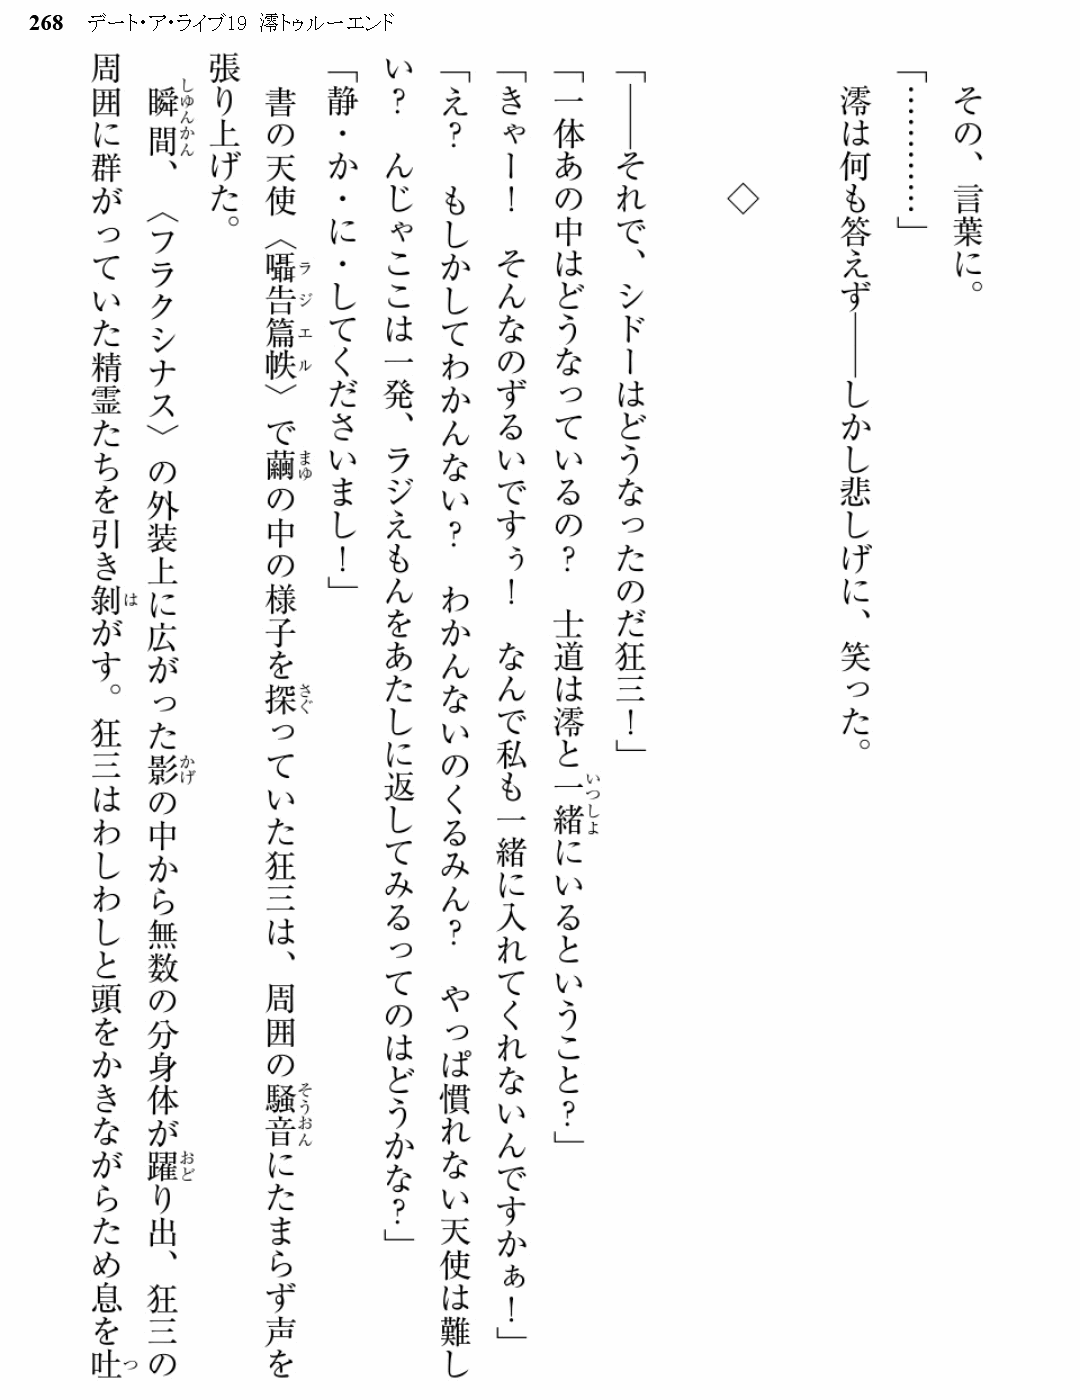 268 デート・ア・ライブ19 澪トゥルーエンド
その、言葉に。
「…………」
澪は何も答えず――しかし悲しげに、笑った。
◇
「――それで、シドーはどうなったのだ狂三！」
「一体あの中はどうなっているの？　士道は澪と一緒にいるということ？」
「きゃー！　そんなのずるいですぅ！　なんで私も一緒に入れてくれないんですかぁ！」
「え？　もしかしてわかんない？　わかんないのくるみん？　やっぱ慣れない天使は難し
い？　んじゃここは一発、ラジえもんをあたしに返してみるってのはどうかな？」
「静・か・に・してくださいまし！」
書の天使〈囁告篇帙〉で繭の中の様子を探っていた狂三は、周囲の騒音にたまらず声を
張り上げた。
瞬間、〈フラクシナス〉の外装上に広がった影の中から無数の分身体が躍り出、狂三の
周囲に群がっていた精霊たちを引き剝がす。狂三はわしわしと頭をかきながらため息を吐